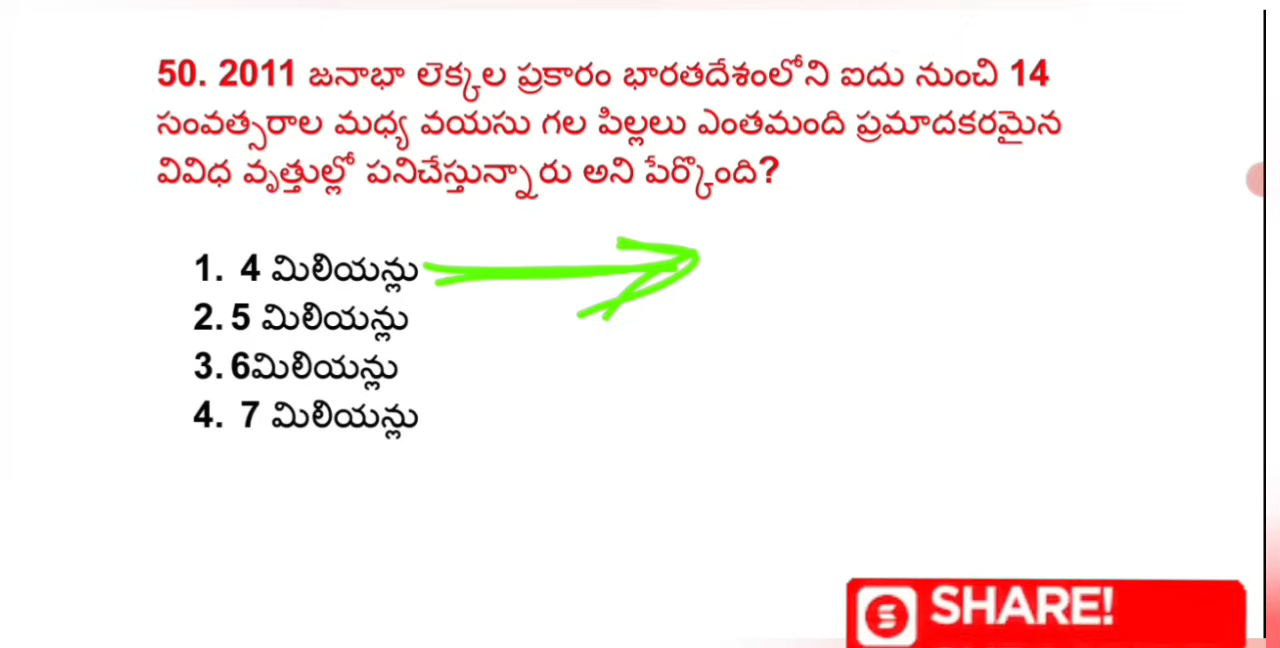 50. 2011 జనాభా లెక్కల ప్రకారం భారతదేశంలోని ఐదు నుంచి 14
సంవత్సరాల మధ్య వయసు గల పిల్లలు ఎంతమంది ప్రమాదకరమైన
వివిధ వృత్తుల్లో పనిచేస్తున్నారు అని పేర్కొంది?
1. 4 మిలియన్లు
2. 5 మిలియన్లు
3. 6మిలియన్లు
4. 7 మిలియన్లు
SHARE!